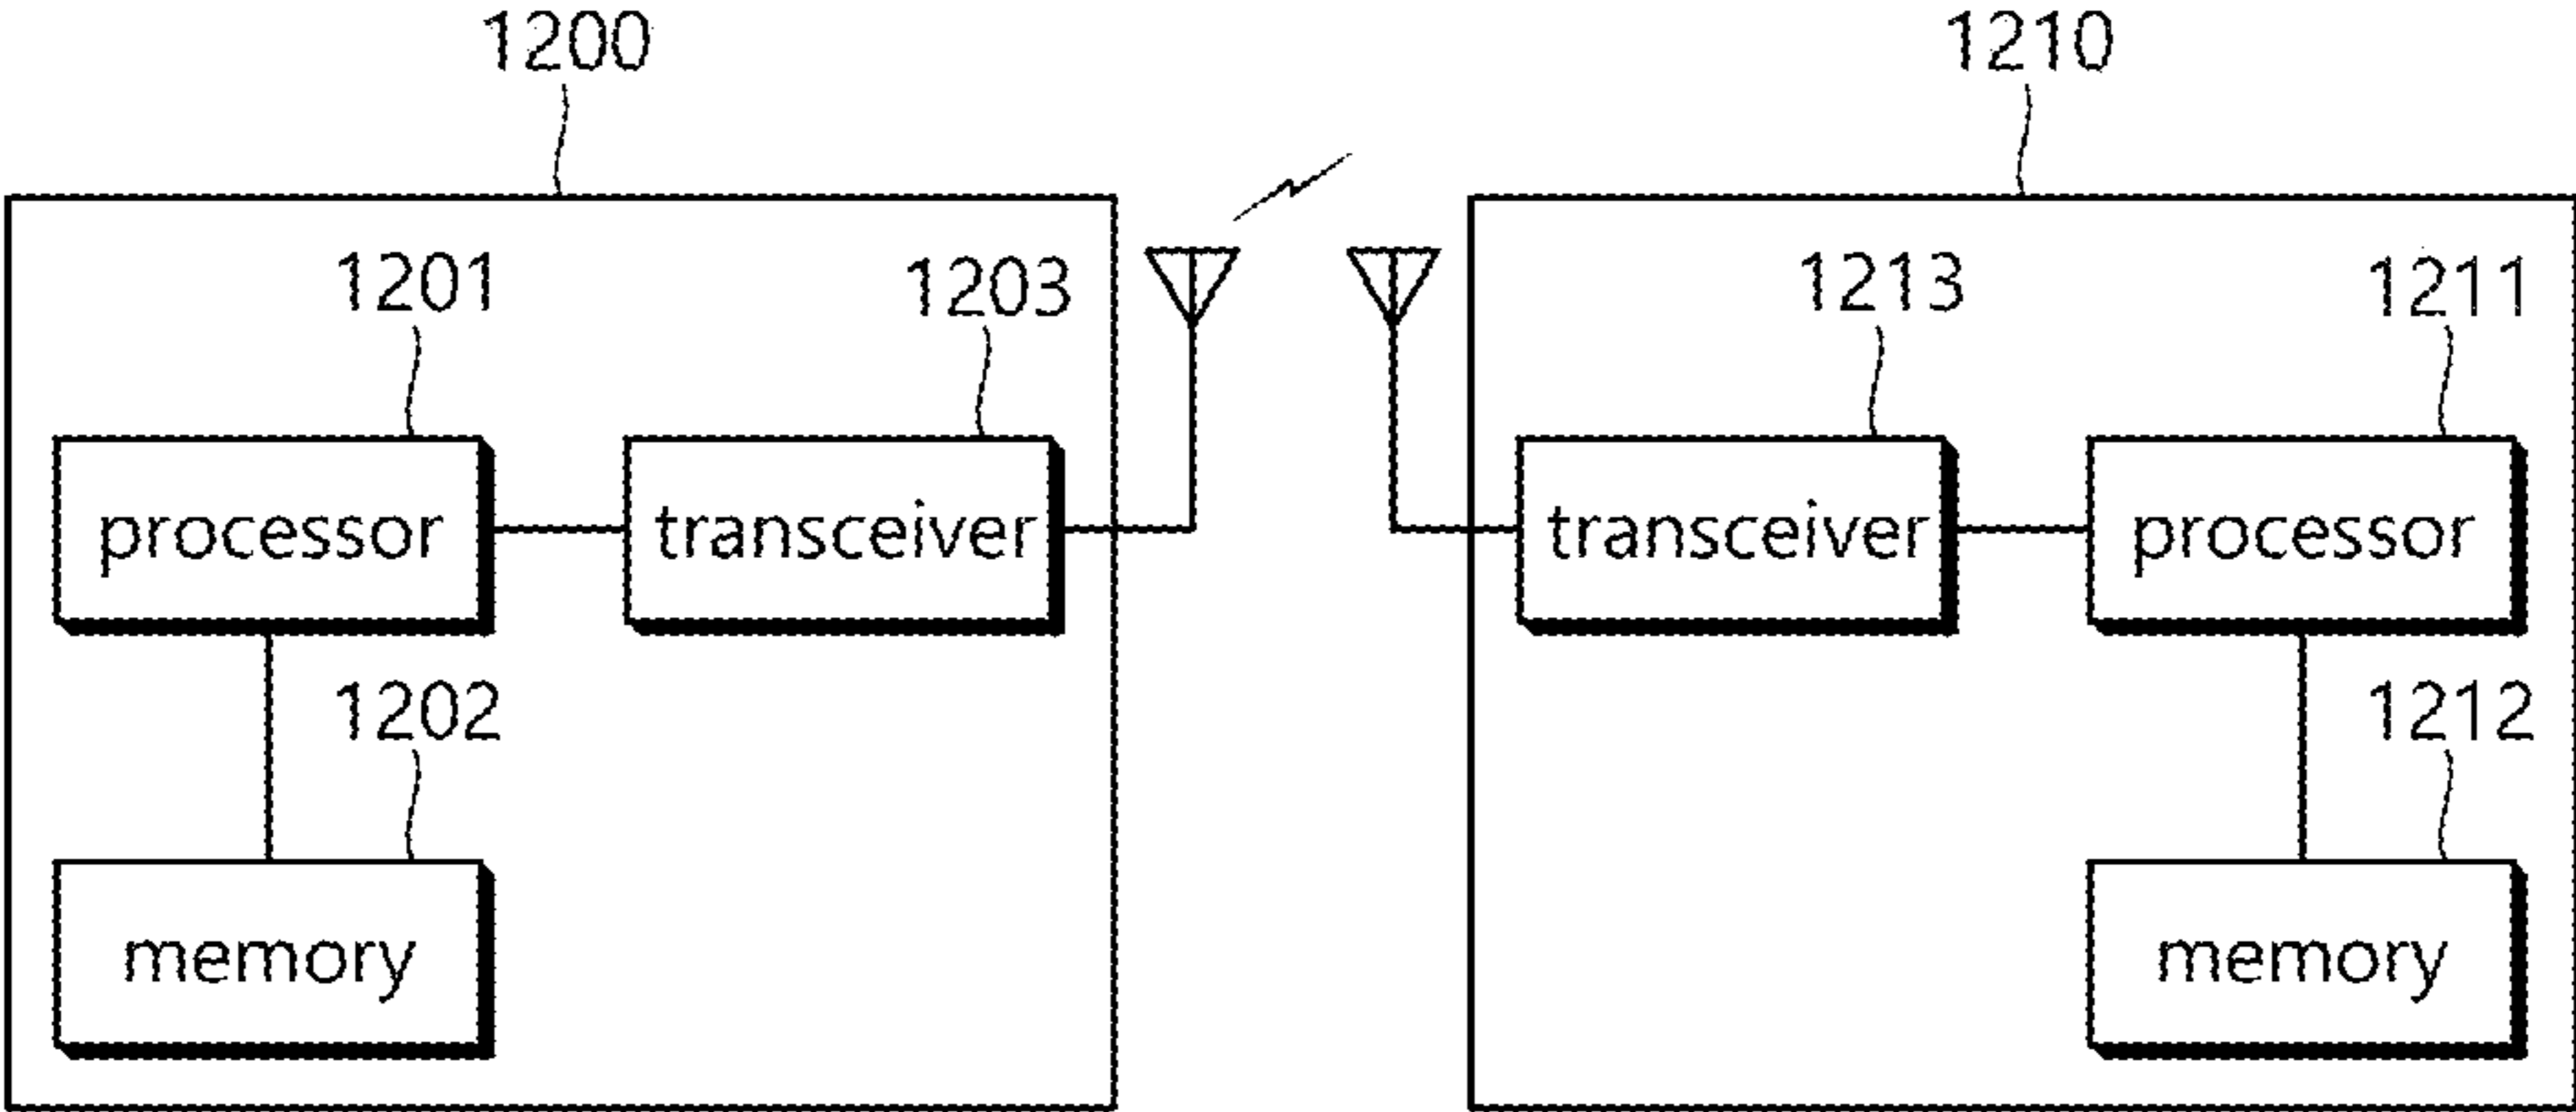 1200 1210
1201 1203 1213 1211
processor transceiver transceiver processor
1202 1212
memory memory